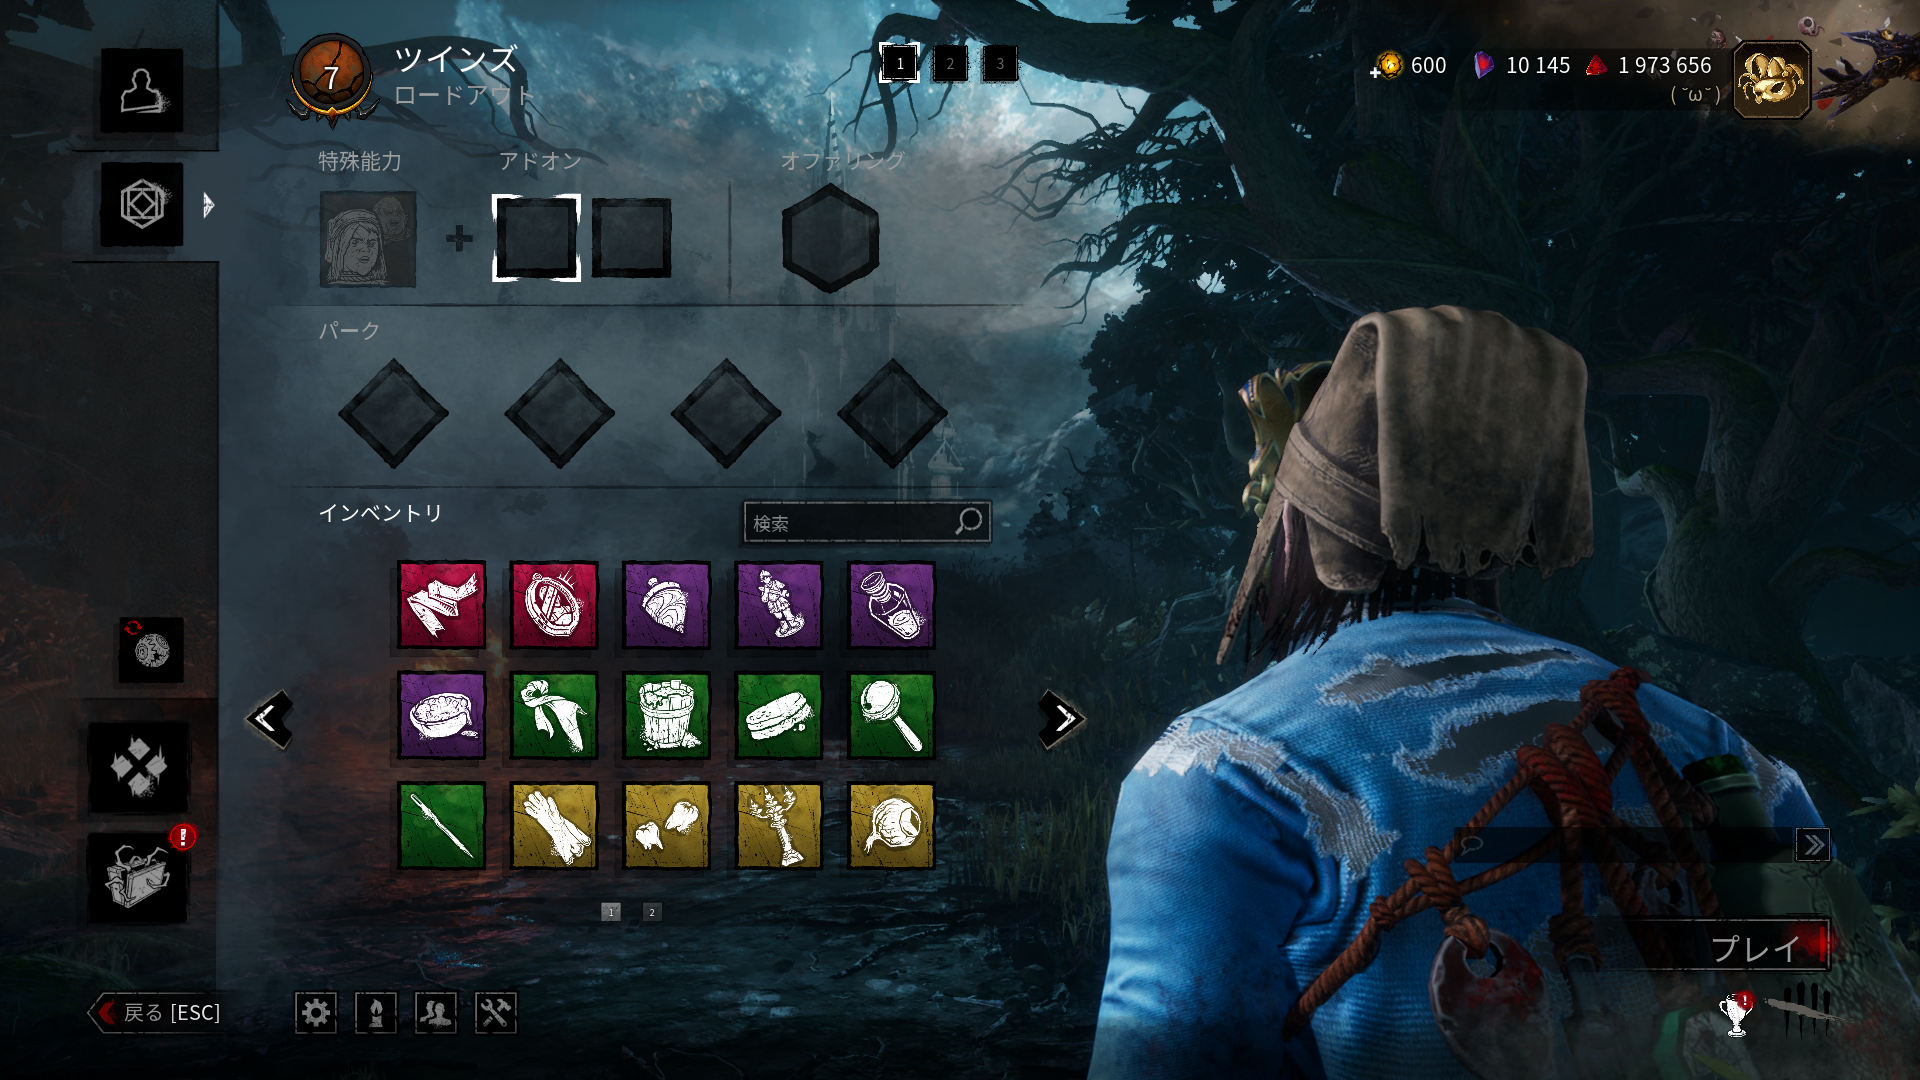 7
ツインズ
ロードアウト
1 2 3
600 10 145 1 973 656
( ˘ω˘ )
特殊能力 アドオン オファリング
パーク
インベントリ
検索
1 2
プレイ
戻る [ESC]